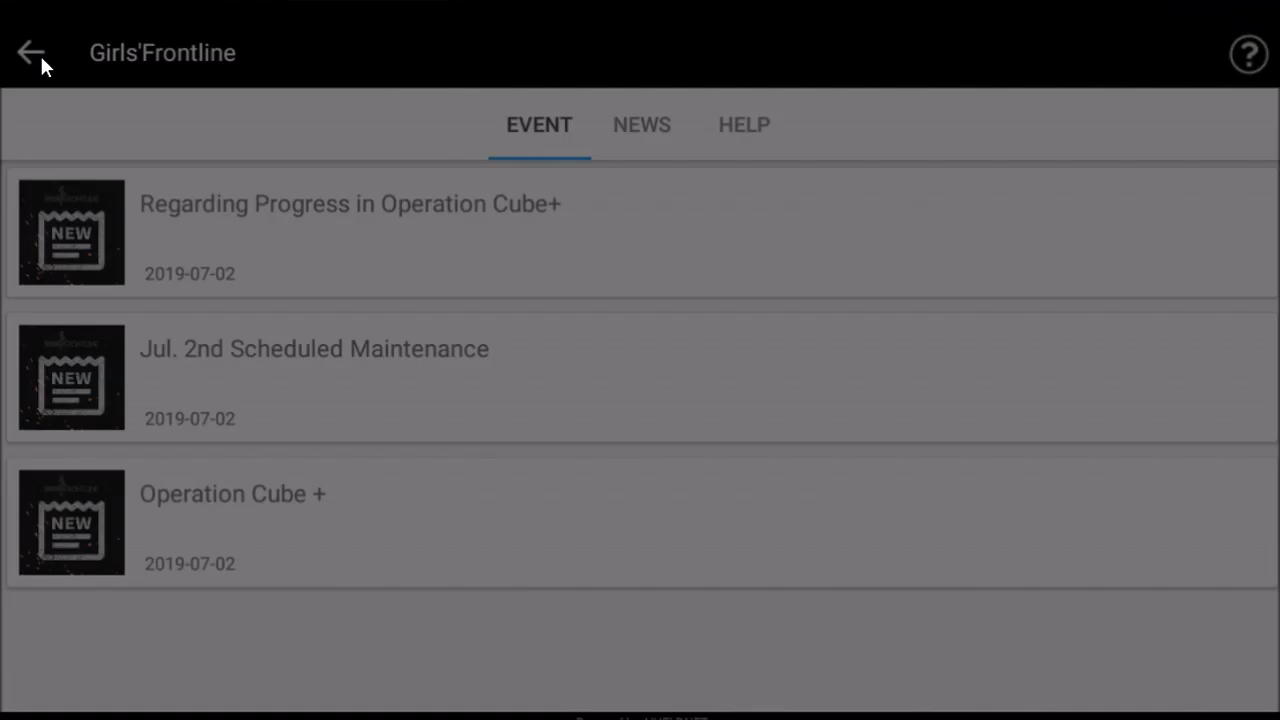 Girls'Frontline
?
EVENT NEWS HELP
Regarding Progress in Operation Cube+
NEW
2019-07-02
Jul. 2nd Scheduled Maintenance
NEW
2019-07-02
Operation Cube +
NEW
2019-07-02